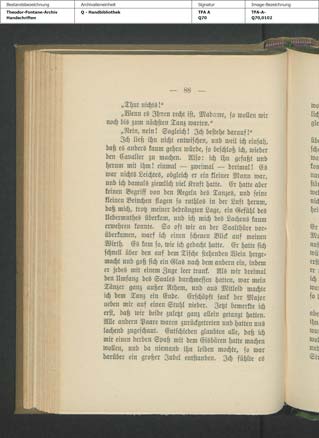 Bestandsbezeichnung Archivalieneinheit Signatur Image-Bezeichnung
Theodor-Fontane-Archiv Q - Handbibliothek TFA A TFA-A-
Handschriften Q70 Q70,0102
— 88 —
„Thut nichts!“
„Wenn es Ihnen recht ist, Madame, so wollen wir
noch bis zum nächsten Tanz warten.“
„Nein, nein! Sogleich! Ich bestehe darauf!“
Ich ließ ihn nicht entwischen, und weil ich einsah,
daß es anders kaum gehen würde, so beschloß ich, wieder
den Cavalier zu machen. Also: ich ihn gefaßt und
herum mit ihm! einmal — zweimal — dreimal! Es
war nichts Leichtes, obgleich er ein kleiner Mann war,
und ich damals ziemlich viel Kraft hatte. Er hatte aber
keinen Begriff von den Regeln des Tanzes, und seine
kleinen Beinchen flogen so rathlos in der Luft herum,
daß mich, trotz meiner bedrängten Lage, ein Gefühl des
Uebermuthes überkam, und ich mich des Lachens kaum
erwehren konnte. So oft wir an der Saalthüre vor-
überkamen, warf ich einen scheuen Blick auf meinen
Wirth. Es kam so, wie ich gedacht hatte. Er hatte sich
schnell über den auf dem Tische stehenden Wein herge-
macht und goß sich ein Glas nach dem andern ein, indem
er jedes mit einem Zuge leer trank. Als wir dreimal
den Umfang des Saales durchmessen hatten, war mein
Tänzer ganz außer Athem, und aus Mitleid machte
ich dem Tanz ein Ende. Erschöpft sank der Major
neben mir auf einen Stuhl nieder. Jetzt bemerkte ich
erst, daß wir beide zuletzt ganz allein getanzt hatten.
Alle andern Paare waren zurückgetreten und hatten uns
lachend zugeschaut. Entschieden glaubten alle, daß ich
mir einen derben Spaß mit dem Eisbären hatte machen
wollen, und da niemand ihn leiden mochte, so war
darüber ein großer Jubel entstanden. Ich fühlte es